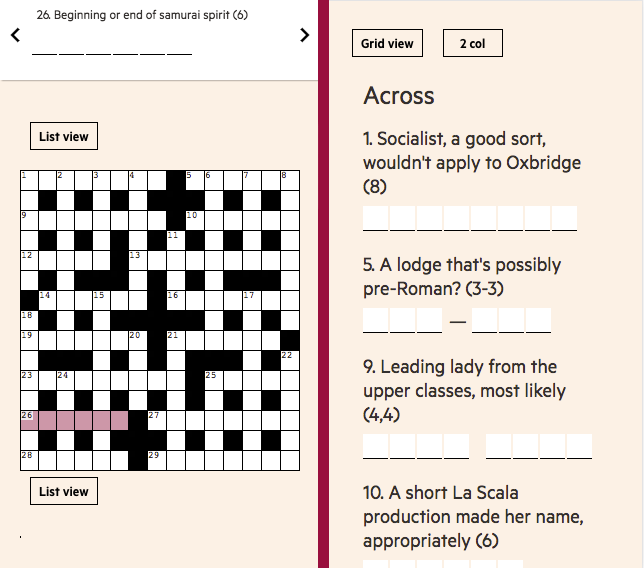 26. Beginning or end of samurai spirit (6)
List view
1 2 3 4 5 6 7 8
9 10
11
12 13
14 15 16 17
18
19 20 21
22
23 24 25
26 27
28 29
List view
Grid view
2 col
Across
1. Socialist, a good sort,
wouldn't apply to Oxbridge
(8)
5. A lodge that's possibly
pre-Roman? (3-3)
—
9. Leading lady from the
upper classes, most likely
(4,4)
10. A short La Scala
production made her name,
appropriately (6)